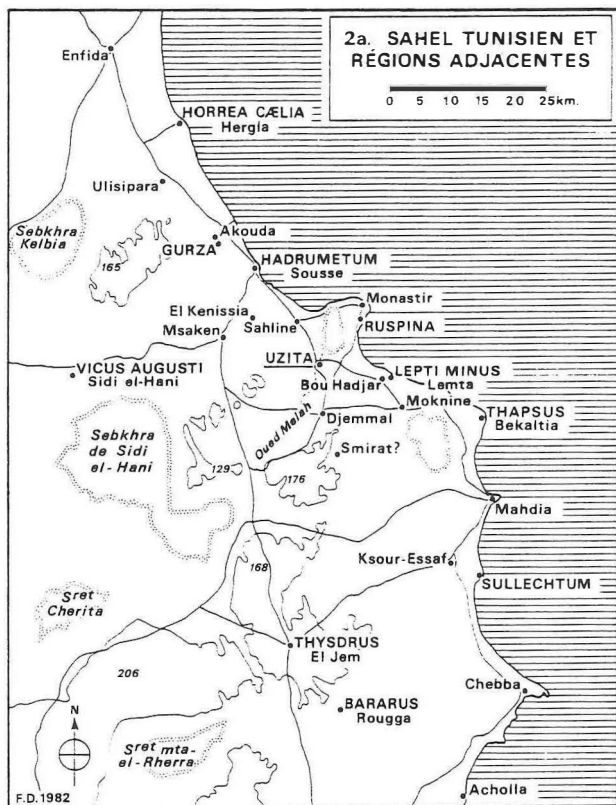 2a. SAHEL TUNISIEN ET
RÉGIONS ADJACENTES
0 5 10 15 20 25km.
Enfida
HORREA CÆLIA
Hergla
Ulisipara
Sebkhra
Kelbia
165
Akouda
GURZA
HADRUMETUM
Sousse
El Kenissia
Msaken
Sahline
Monastir
RUSPINA
VICUS AUGUSTI
Sidi el-Hani
UZITA
Bou Hadjar
LEPTI MINUS
Lemta
Moknine
THAPSUS
Bekaltia
Oued Melah
Djemmal
Smirat?
Sebkhra
de Sidi
el-Hani
129
176
Mahdia
168
Ksour-Essaf
SULLECHTUM
Sret
Cherita
THYSDRUS
El Jem
206
Chebba
BARARUS
Rougga
N
Sret mta-
el-Rherra
Acholla
F.D.1982